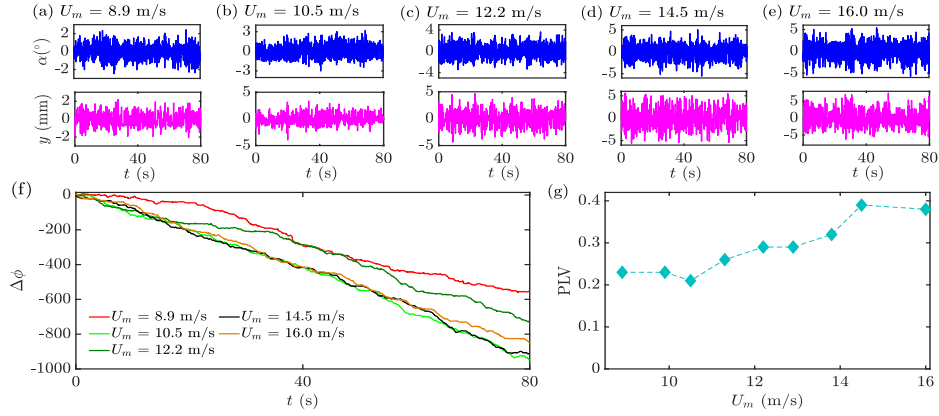 (a) U_m = 8.9 m/s
(b) U_m = 10.5 m/s
(c) U_m = 12.2 m/s
(d) U_m = 14.5 m/s
(e) U_m = 16.0 m/s
α(°)
2
0
-2
3
0
-3
4
0
-4
5
0
-5
5
0
-5
y (mm)
2
0
-2
5
0
-5
5
0
-5
5
0
-5
5
0
-5
0 40 80
0 40 80
0 40 80
0 40 80
0 40 80
t (s)
t (s)
t (s)
t (s)
t (s)
(f)
Δϕ
0
-200
-400
-600
-800
-1000
U_m = 8.9 m/s
U_m = 10.5 m/s
U_m = 12.2 m/s
U_m = 14.5 m/s
U_m = 16.0 m/s
0 40 80
t (s)
(g)
PLV
0.4
0.3
0.2
0.1
0
10 12 14 16
U_m (m/s)